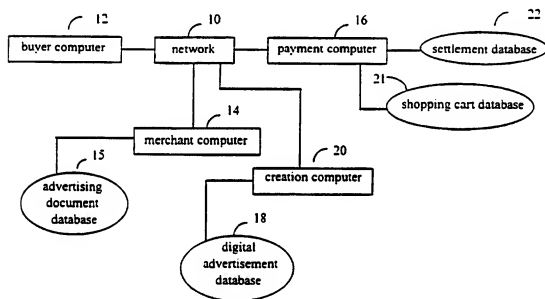 12
10
16
22
buyer computer
network
payment computer
settlement database
21
shopping cart database
14
merchant computer
15
20
advertising
document
database
creation computer
18
digital
advertisement
database